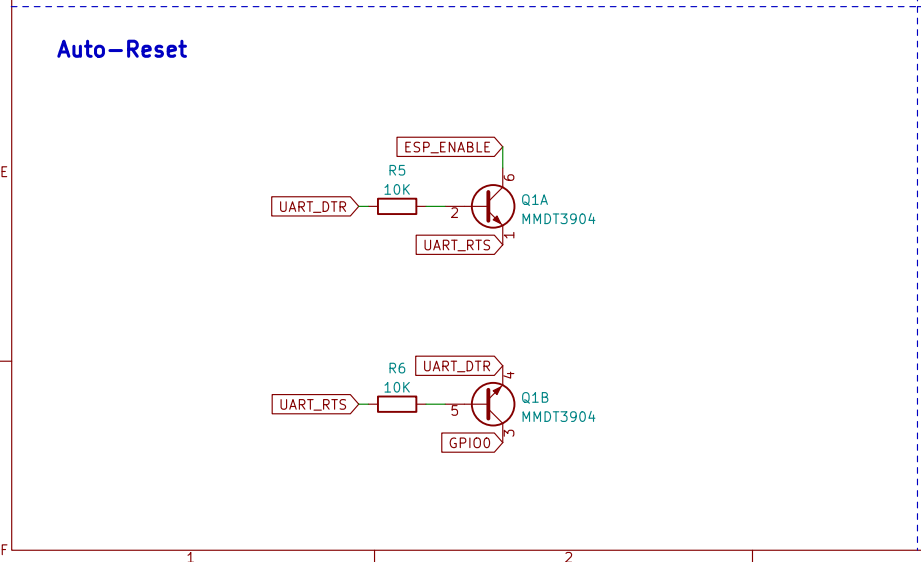 Auto-Reset
ESP_ENABLE
E
R5
10K
6
UART_DTR
2
Q1A
MMDT3904
1
UART_RTS
R6
10K
UART_DTR
4
UART_RTS
5
Q1B
MMDT3904
3
GPIO0
F
1
2